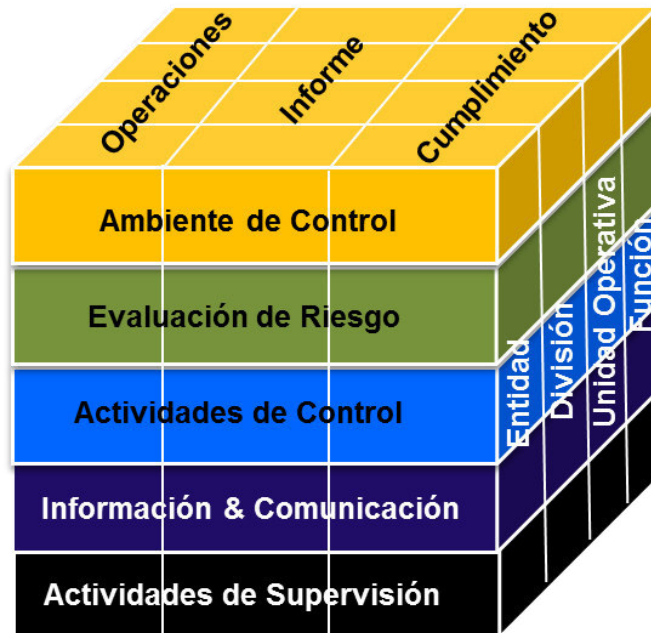 Operaciones
Informe
Cumplimiento
Ambiente de Control
Evaluación de Riesgo
Actividades de Control
Información & Comunicación
Actividades de Supervisión
Entidad
División
Unidad Operativa
Función